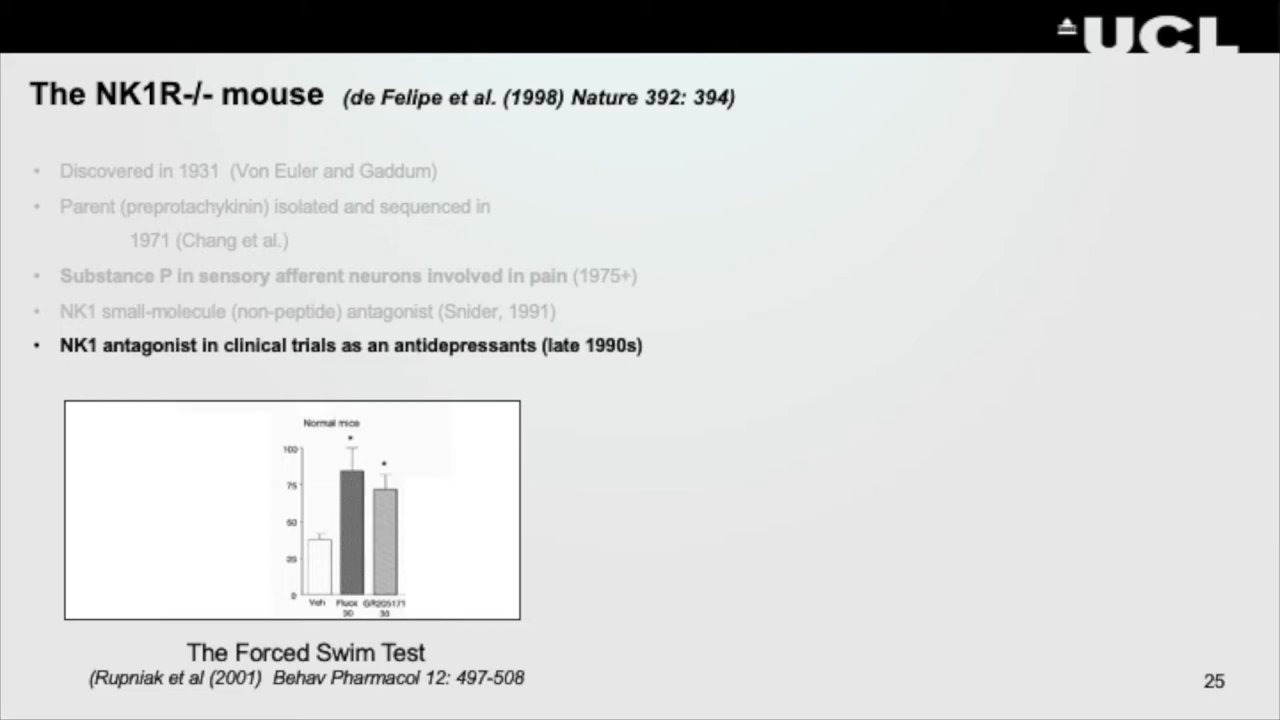 UCL
The NK1R-/- mouse (de Felipe et al. (1998) Nature 392: 394)
• Discovered in 1931 (Von Euler and Gaddum)
• Parent (preprotachykinin) isolated and sequenced in
1971 (Chang et al.)
• Substance P in sensory afferent neurons involved in pain (1975+)
• NK1 small-molecule (non-peptide) antagonist (Snider, 1991)
• NK1 antagonist in clinical trials as an antidepressants (late 1990s)
Normal mice
* *
100
75
50
25
0
Veh Fluox GR205171
30 30
The Forced Swim Test
(Rupniak et al (2001) Behav Pharmacol 12: 497-508
25